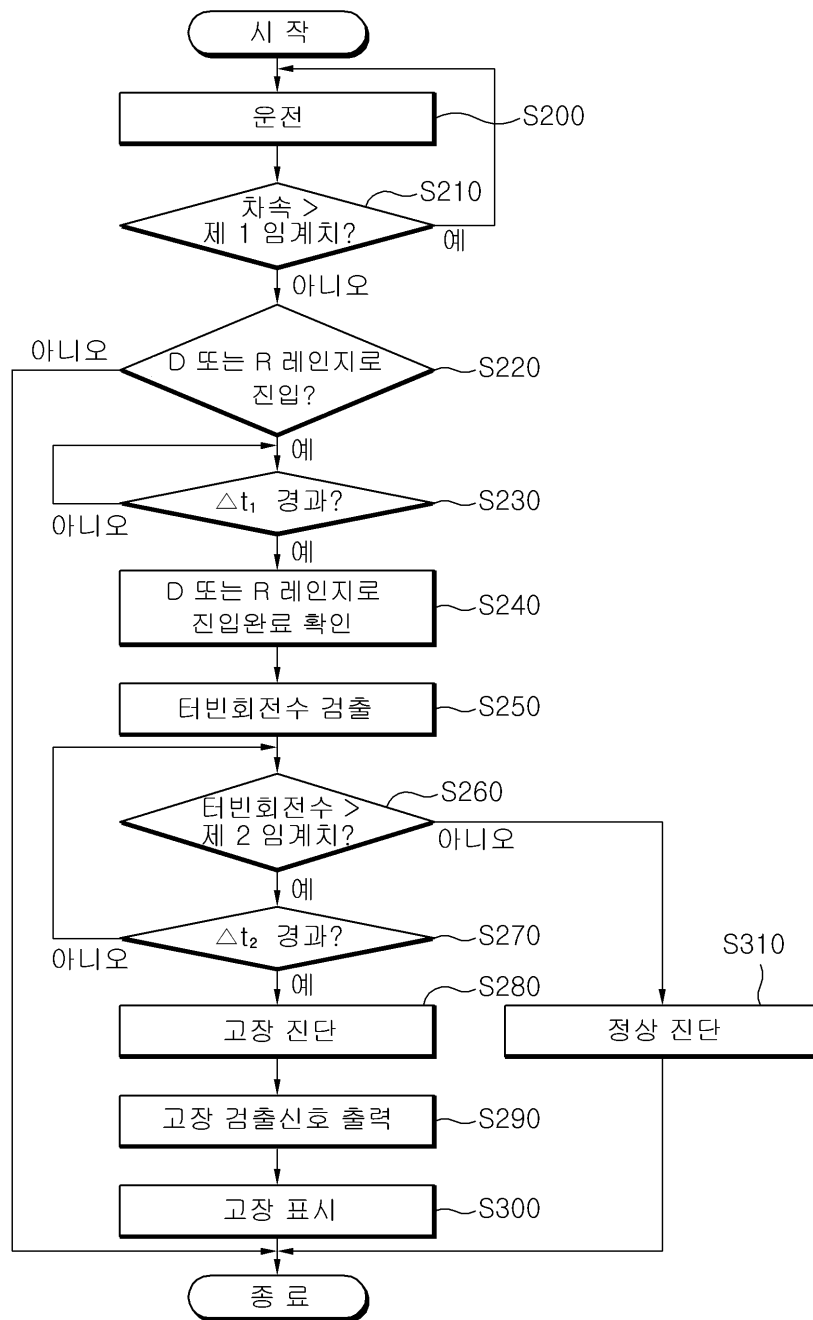 시 작
운전
S200
차속 >
제 1 임계치?
S210
예
아니오
D 또는 R 레인지로
진입?
S220
아니오
예
△t₁ 경과?
S230
아니오
예
D 또는 R 레인지로
진입완료 확인
S240
터빈회전수 검출
S250
터빈회전수 >
제 2 임계치?
S260
아니오
예
△t₂ 경과?
S270
아니오
예
고장 진단
S280
정상 진단
S310
고장 검출신호 출력
S290
고장 표시
S300
종 료